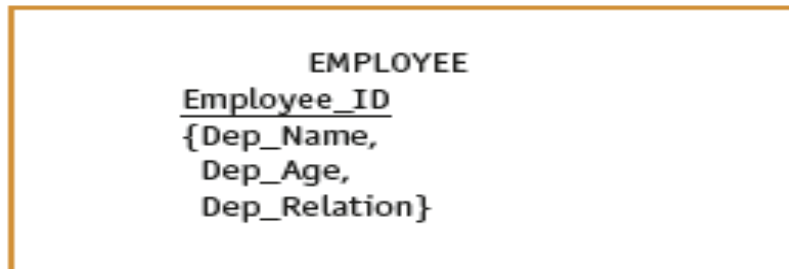 EMPLOYEE
Employee_ID
{Dep_Name,
Dep_Age,
Dep_Relation}